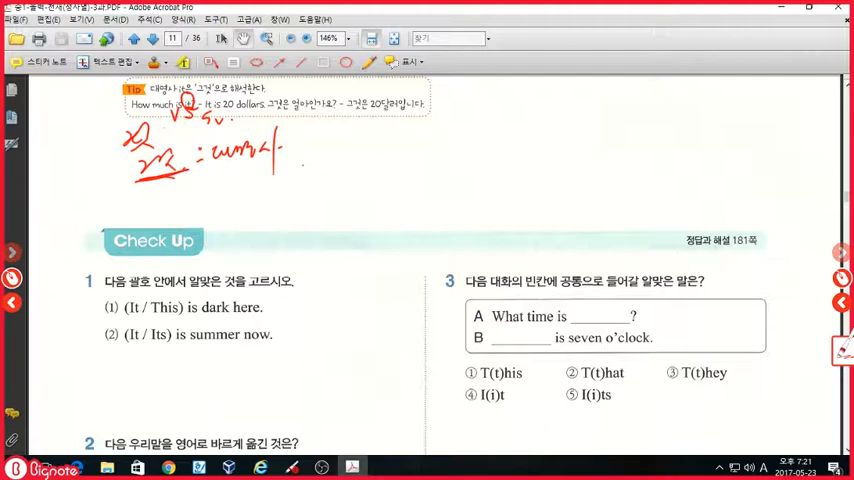 중1-블랙-천재(정사열)-3과.PDF - Adobe Acrobat Pro
파일(F) 편집(E) 보기(V) 문서(D) 주석(C) 양식(R) 도구(T) 고급(A) 창(W) 도움말(H)
11 / 36 146% 찾기
스티커 노트 텍스트 편집 표시
Tip 대명사 it은 '그것'으로 해석한다.
How much is it? - It is 20 dollars. 그것은 얼마인가요? - 그것은 20달러입니다.
Check Up
정답과 해설 181쪽
1 다음 괄호 안에서 알맞은 것을 고르시오.
(1) (It / This) is dark here.
(2) (It / Its) is summer now.
2 다음 우리말을 영어로 바르게 옮긴 것은?
3 다음 대화의 빈칸에 공통으로 들어갈 알맞은 말은?
A What time is ________?
B ________ is seven o'clock.
① T(t)his ② T(t)hat ③ T(t)hey
④ I(i)t ⑤ I(i)ts
Bignote
A 오후 7:21
2017-05-23
14